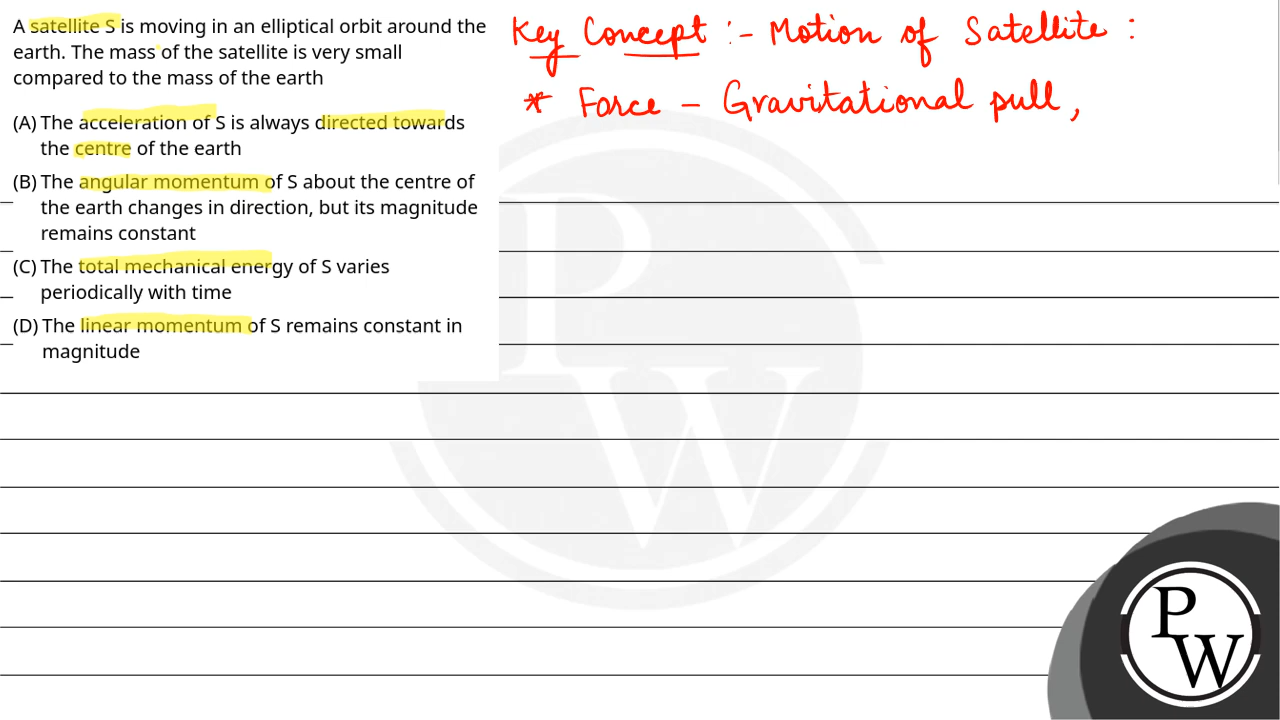 A satellite S is moving in an elliptical orbit around the
earth. The mass of the satellite is very small
compared to the mass of the earth
(A) The acceleration of S is always directed towards
the centre of the earth
(B) The angular momentum of S about the centre of
the earth changes in direction, but its magnitude
remains constant
(C) The total mechanical energy of S varies
periodically with time
(D) The linear momentum of S remains constant in
magnitude
Key Concept :- Motion of Satellite :
* Force - Gravitational pull,
PW
PW